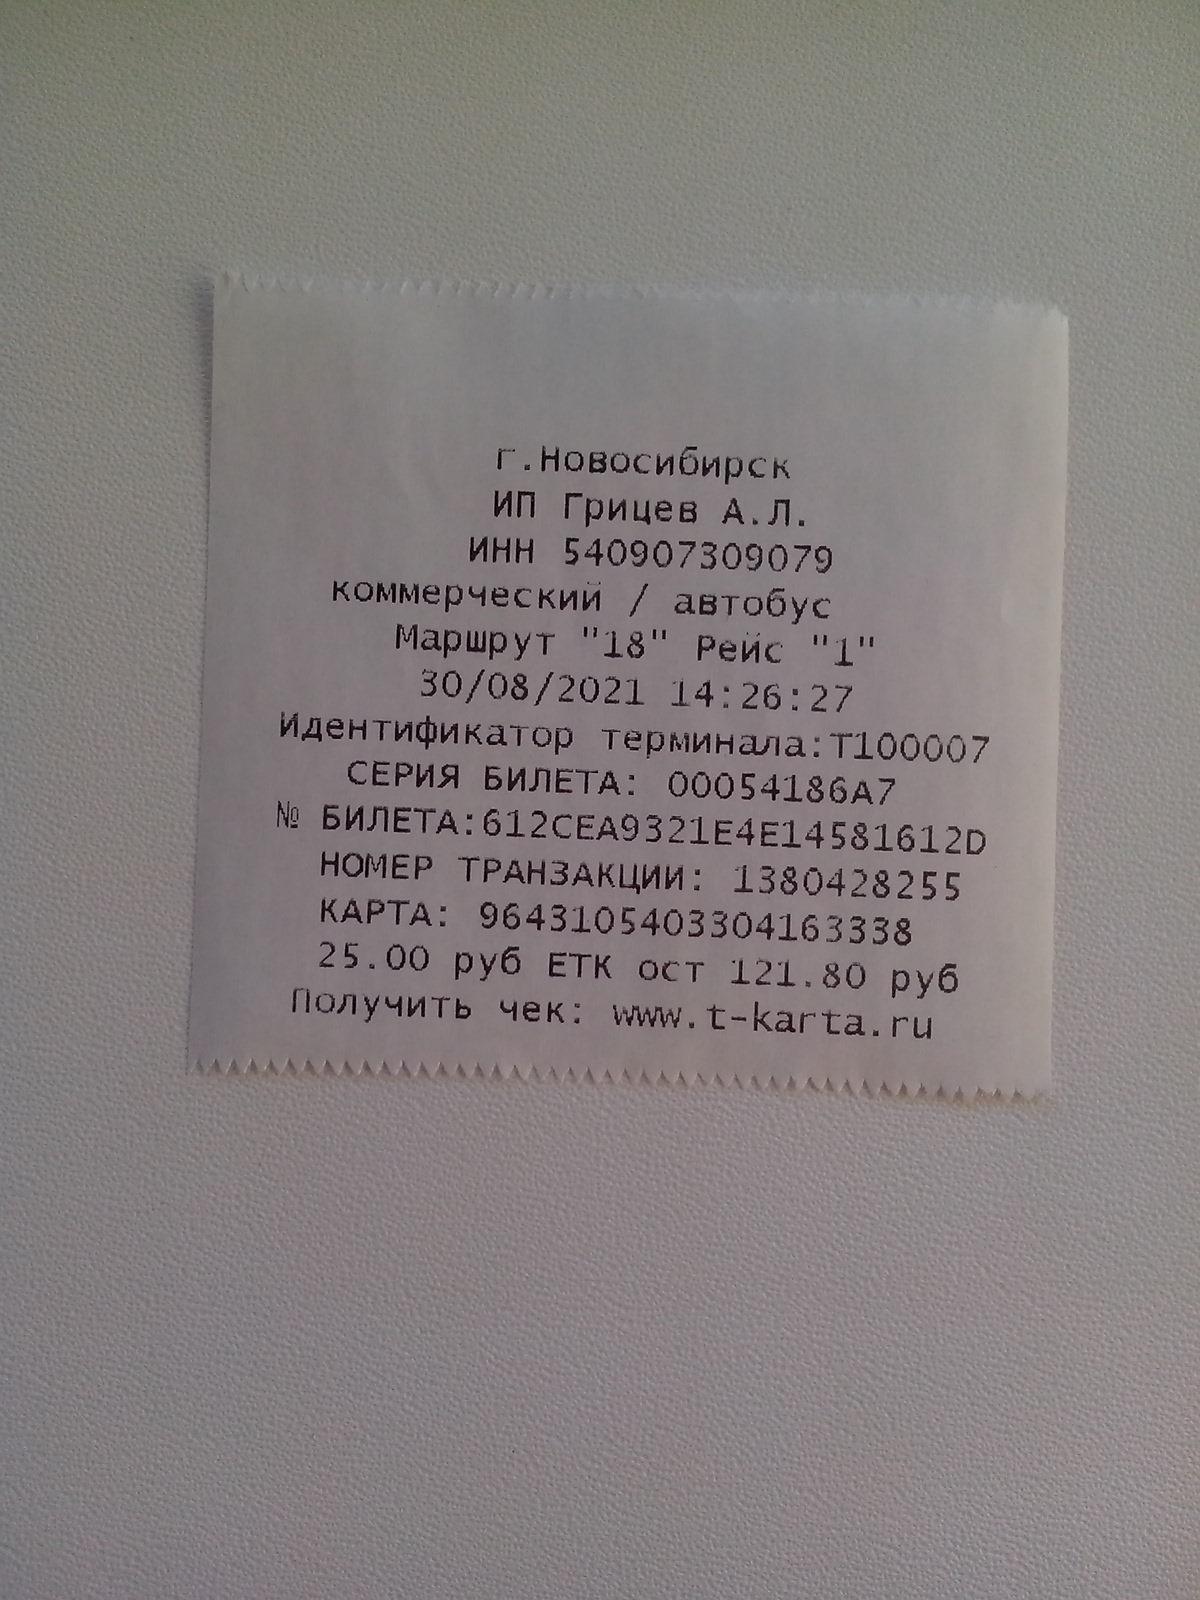 г.Новосибирск
ИП Грицев А.Л.
ИНН 540907309079
коммерческий / автобус
Маршрут "18" Рейс "1"
30/08/2021 14:26:27
Идентификатор терминала:Т100007
СЕРИЯ БИЛЕТА: 00054186A7
№ БИЛЕТА:612CEA9321E4E14581612D
НОМЕР ТРАНЗАКЦИИ: 1380428255
КАРТА: 9643105403304163338
25.00 руб ЕТК ост 121.80 руб
Получить чек: www.t-karta.ru